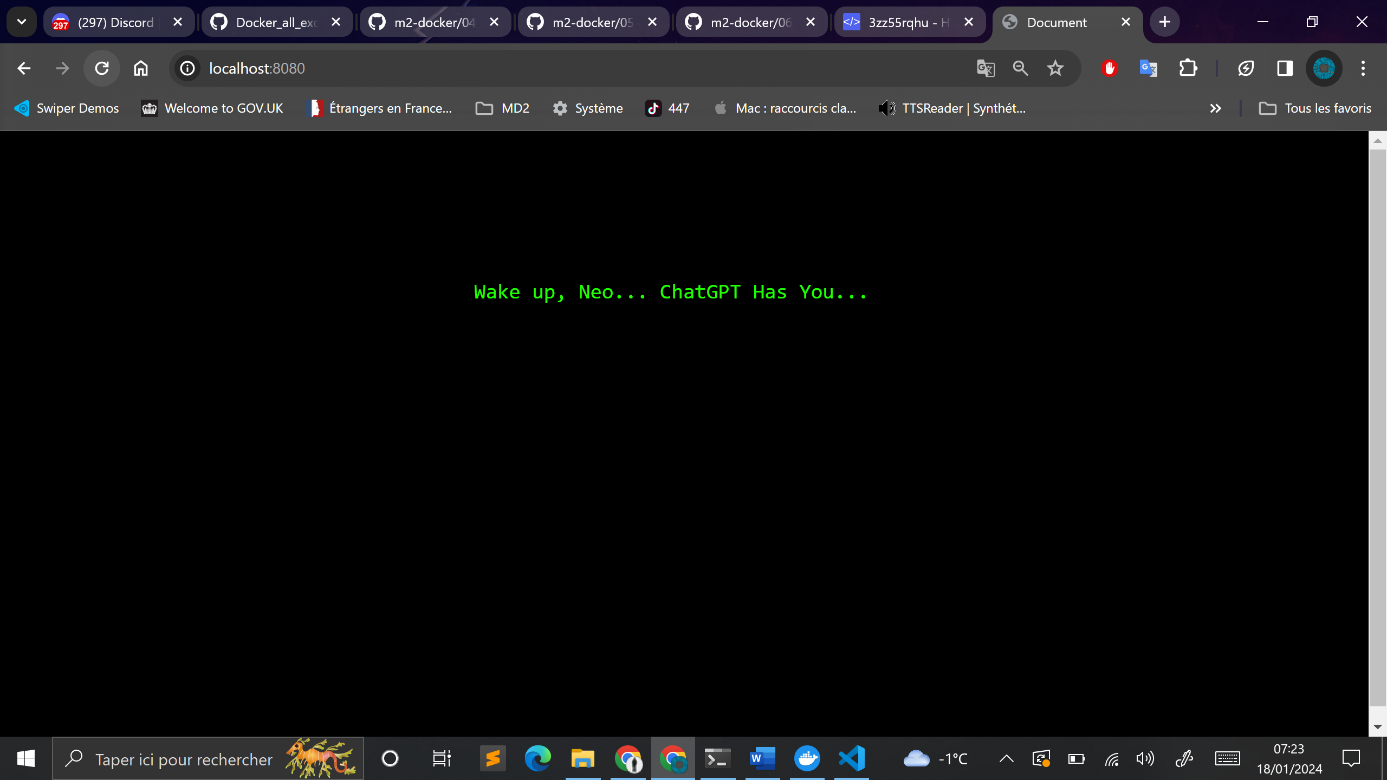 297 (297) Discord
Docker_all_exc
m2-docker/04
m2-docker/05
m2-docker/06
3zz55rqhu - H
Document
localhost:8080
Swiper Demos
Welcome to GOV.UK
Étrangers en France...
MD2
Système
447
Mac : raccourcis cla...
TTSReader | Synthét...
Tous les favoris
Wake up, Neo... ChatGPT Has You...
Taper ici pour rechercher
-1°C
07:23
18/01/2024